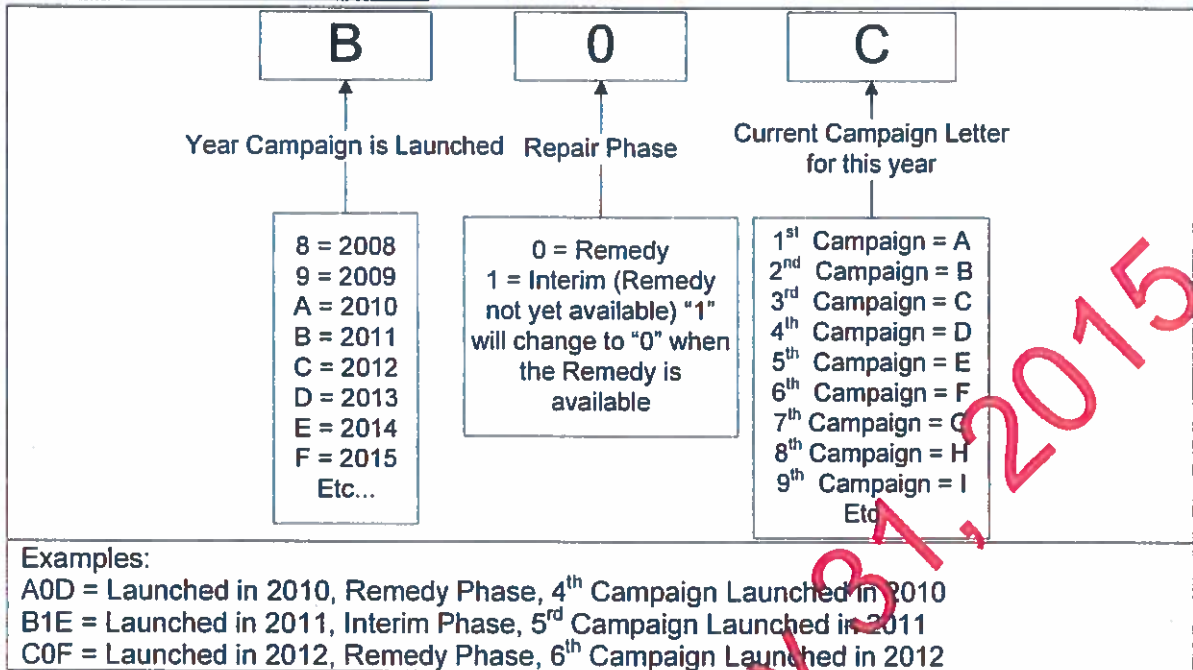 B 0 C
Year Campaign is Launched Repair Phase Current Campaign Letter
for this year
8 = 2008
9 = 2009
A = 2010
B = 2011
C = 2012
D = 2013
E = 2014
F = 2015
Etc...
0 = Remedy
1 = Interim (Remedy
not yet available) "1"
will change to "0" when
the Remedy is
available
1st Campaign = A
2nd Campaign = B
3rd Campaign = C
4th Campaign = D
5th Campaign = E
6th Campaign = F
7th Campaign = G
8th Campaign = H
9th Campaign = I
Etc
Examples:
A0D = Launched in 2010, Remedy Phase, 4th Campaign Launched in 2010
B1E = Launched in 2011, Interim Phase, 5rd Campaign Launched in 2011
C0F = Launched in 2012, Remedy Phase, 6th Campaign Launched in 2012
31, 2015